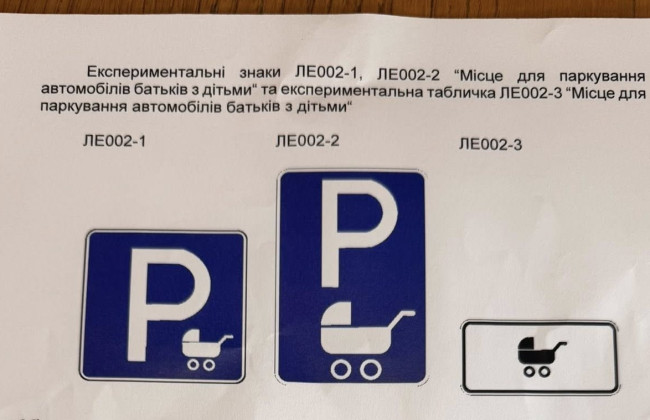 Експериментальні знаки ЛЕ002-1, ЛЕ002-2 “Місце для паркування
автомобілів батьків з дітьми“ та експериментальна табличка ЛЕ002-3 “Місце для
паркування автомобілів батьків з дітьми“
ЛЕ002-1 ЛЕ002-2 ЛЕ002-3
P P